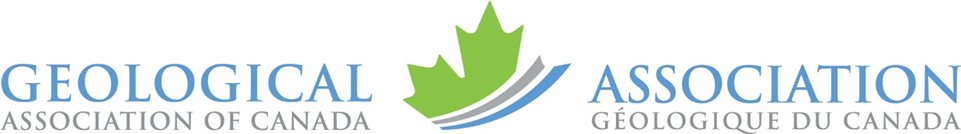 GEOLOGICAL
ASSOCIATION OF CANADA
ASSOCIATION
GÉOLOGIQUE DU CANADA